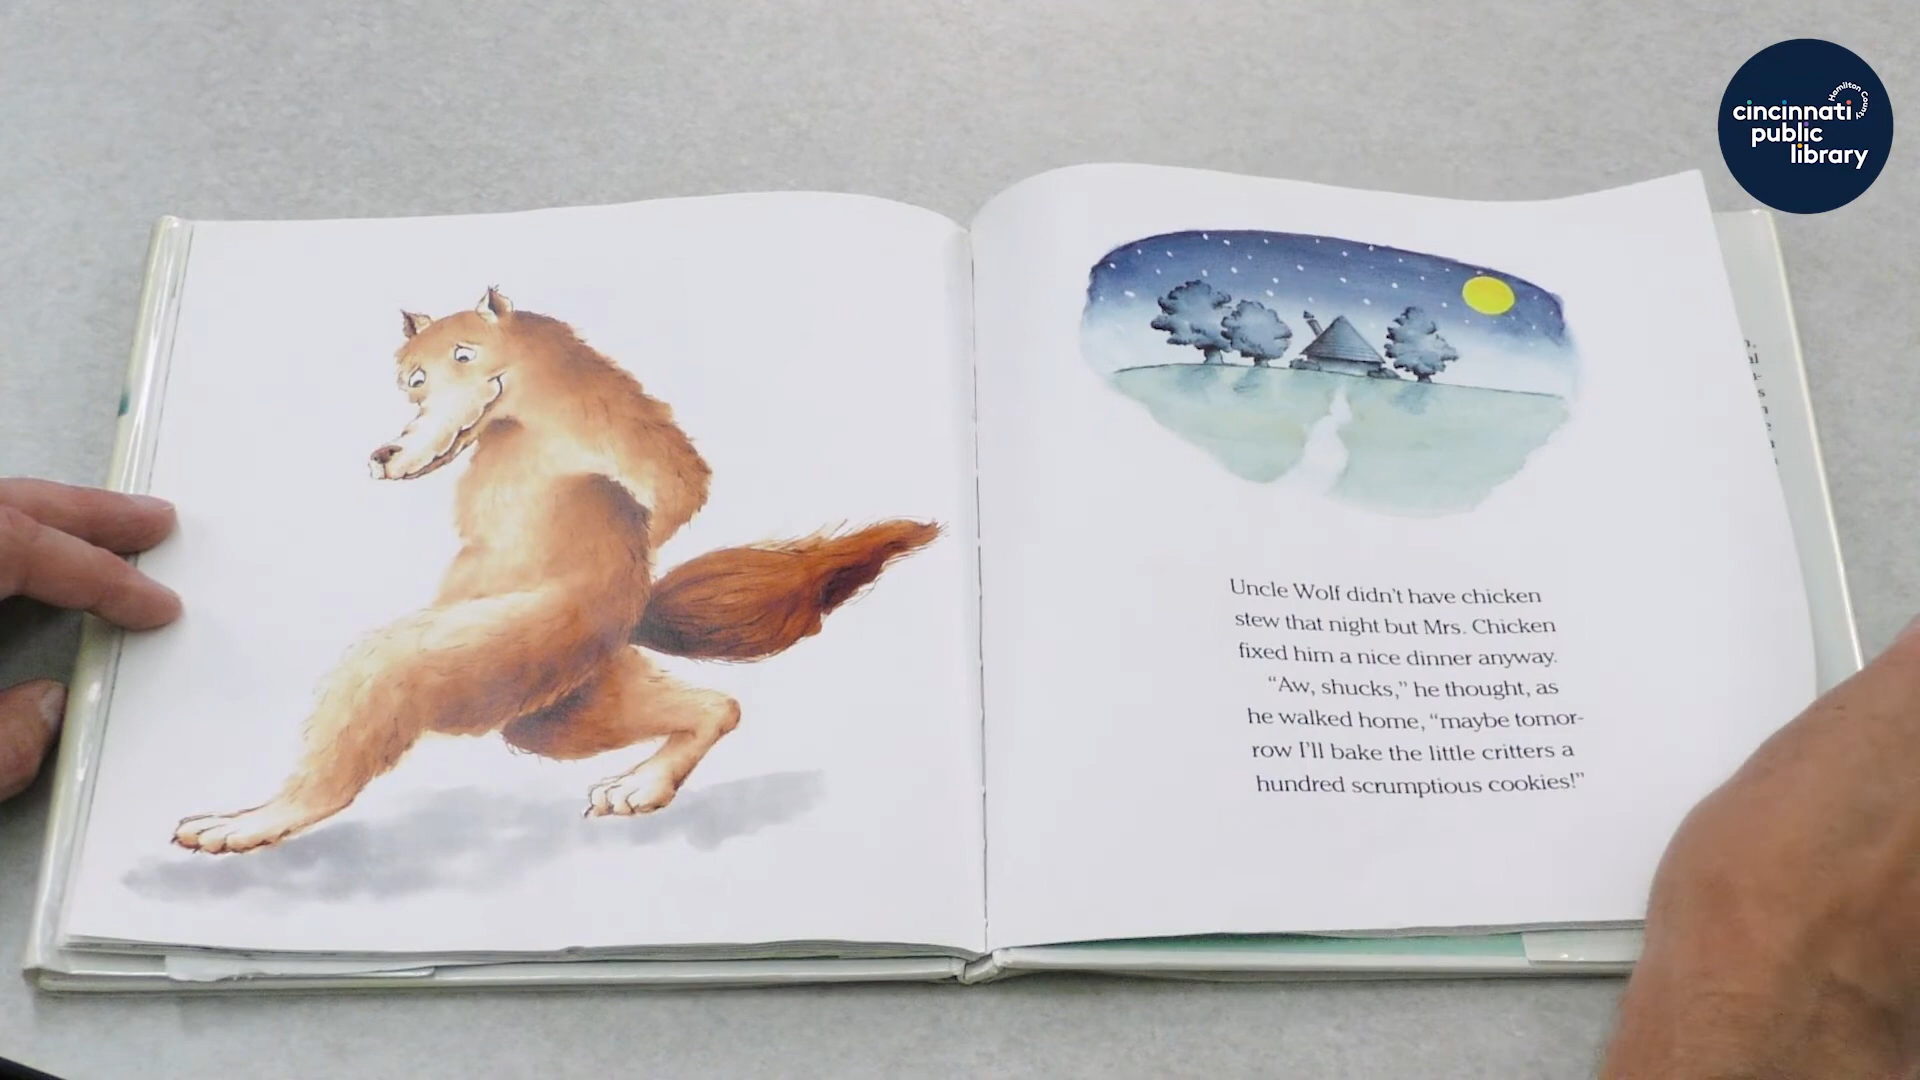 Hamilton County
cincinnati
public
library
Uncle Wolf didn't have chicken
stew that night but Mrs. Chicken
fixed him a nice dinner anyway.
"Aw, shucks," he thought, as
he walked home, "maybe tomor-
row I'll bake the little critters a
hundred scrumptious cookies!"